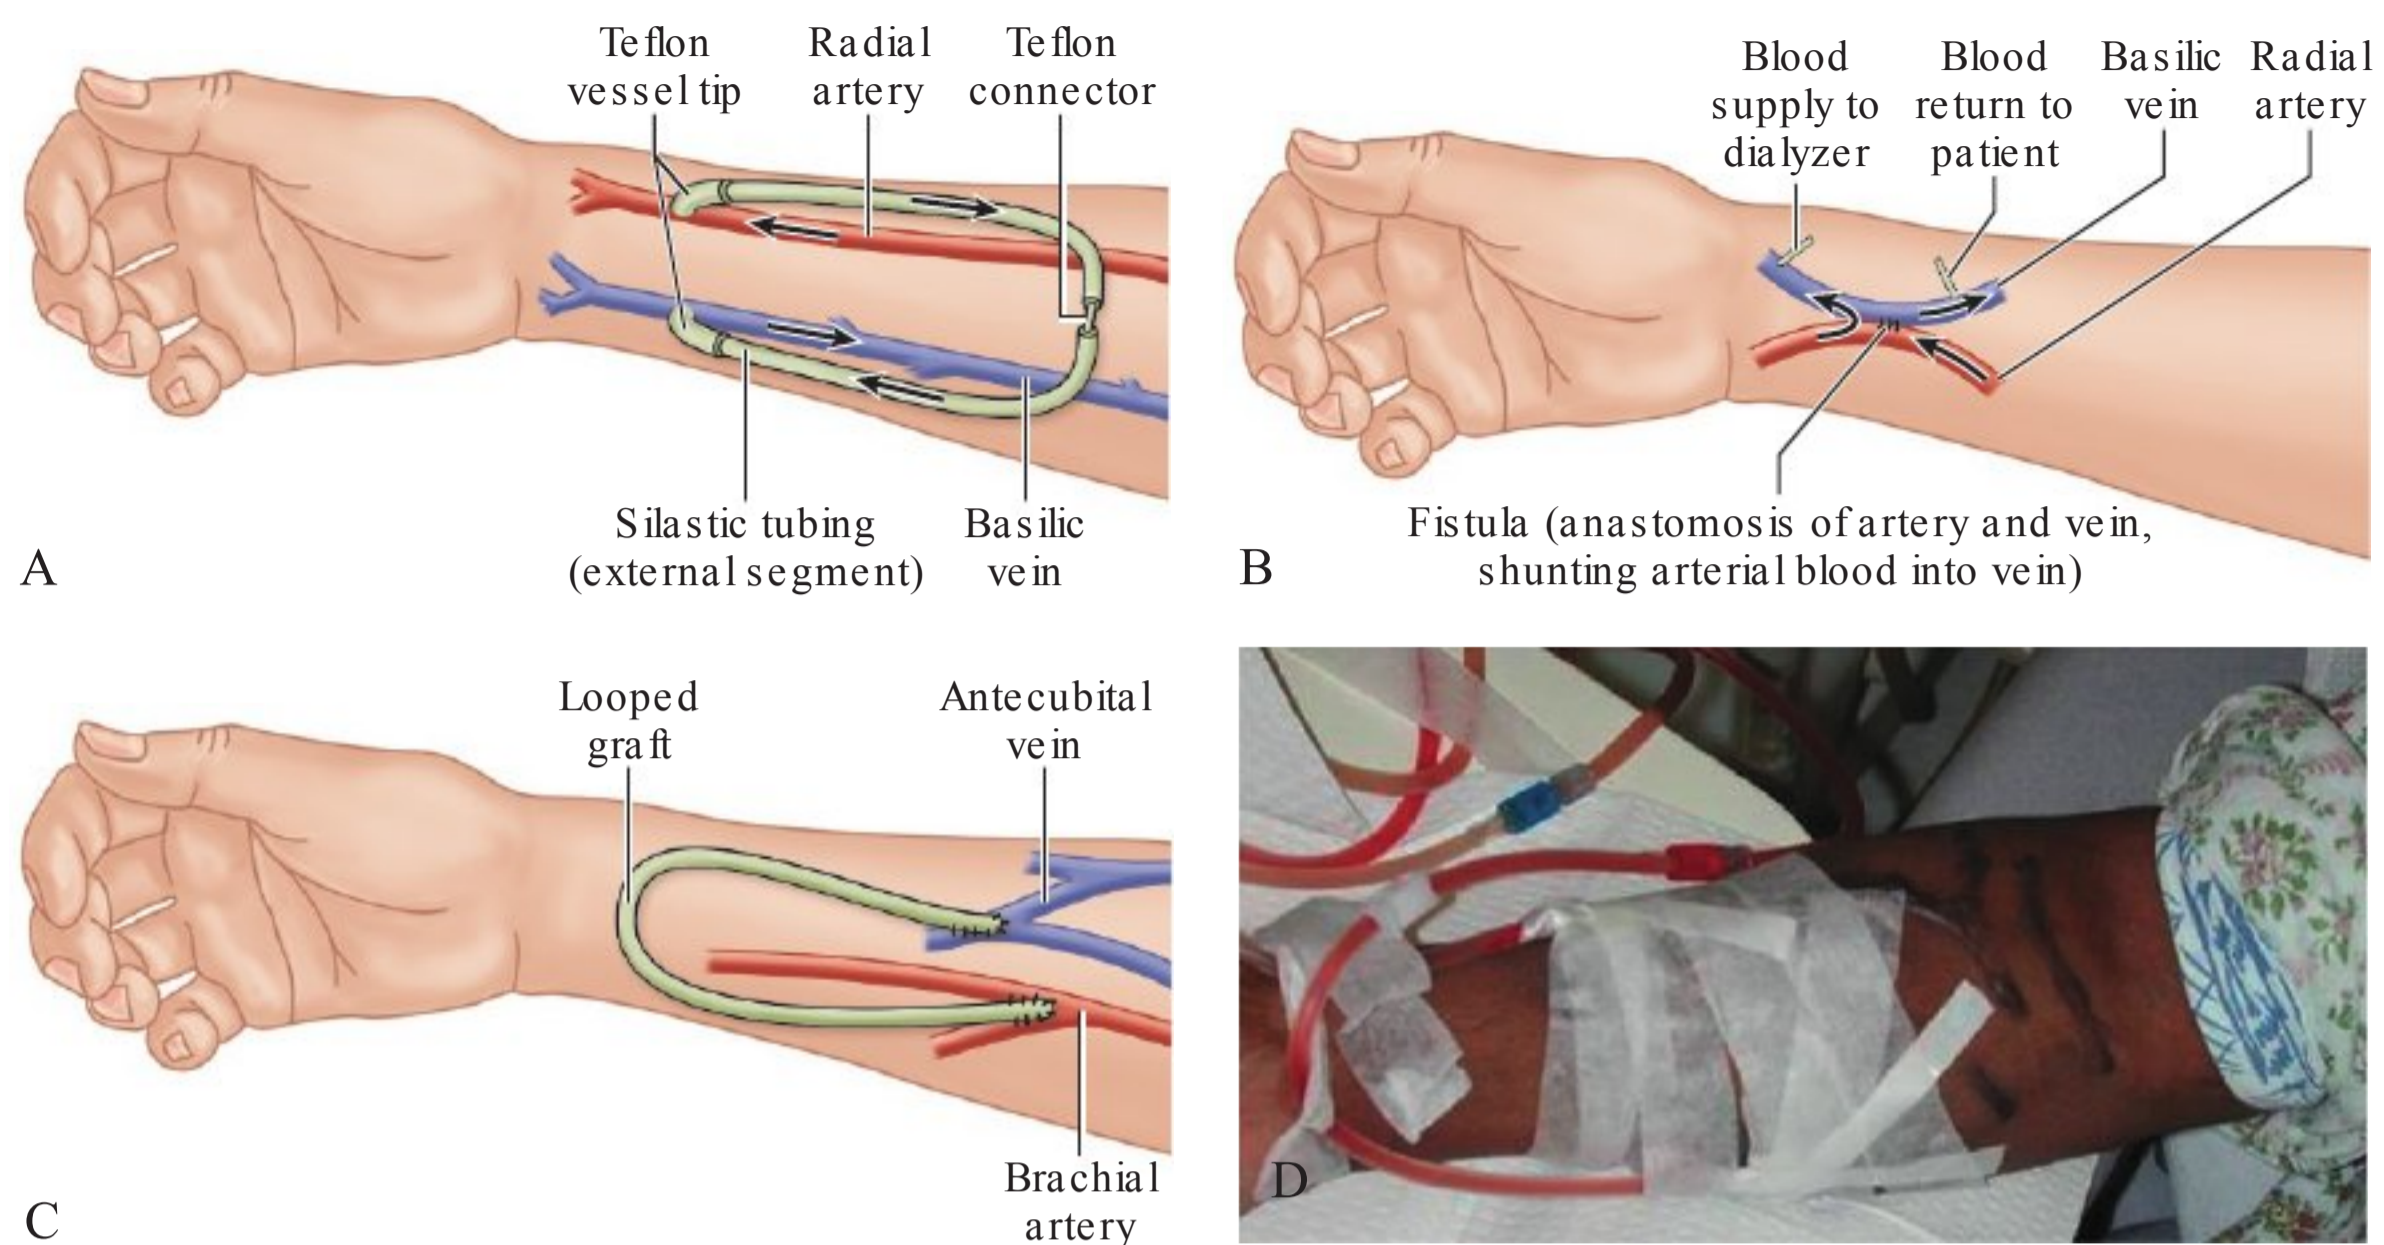 Teflon
vessel tip
Radial
artery
Teflon
connector
Silastic tubing
(external segment)
Basilic
vein
A
Blood
supply to
dialyzer
Blood
return to
patient
Basilic
vein
Radial
artery
Fistula (anastomosis of artery and vein,
shunting arterial blood into vein)
B
Looped
graft
Antecubital
vein
Brachial
artery
C
D